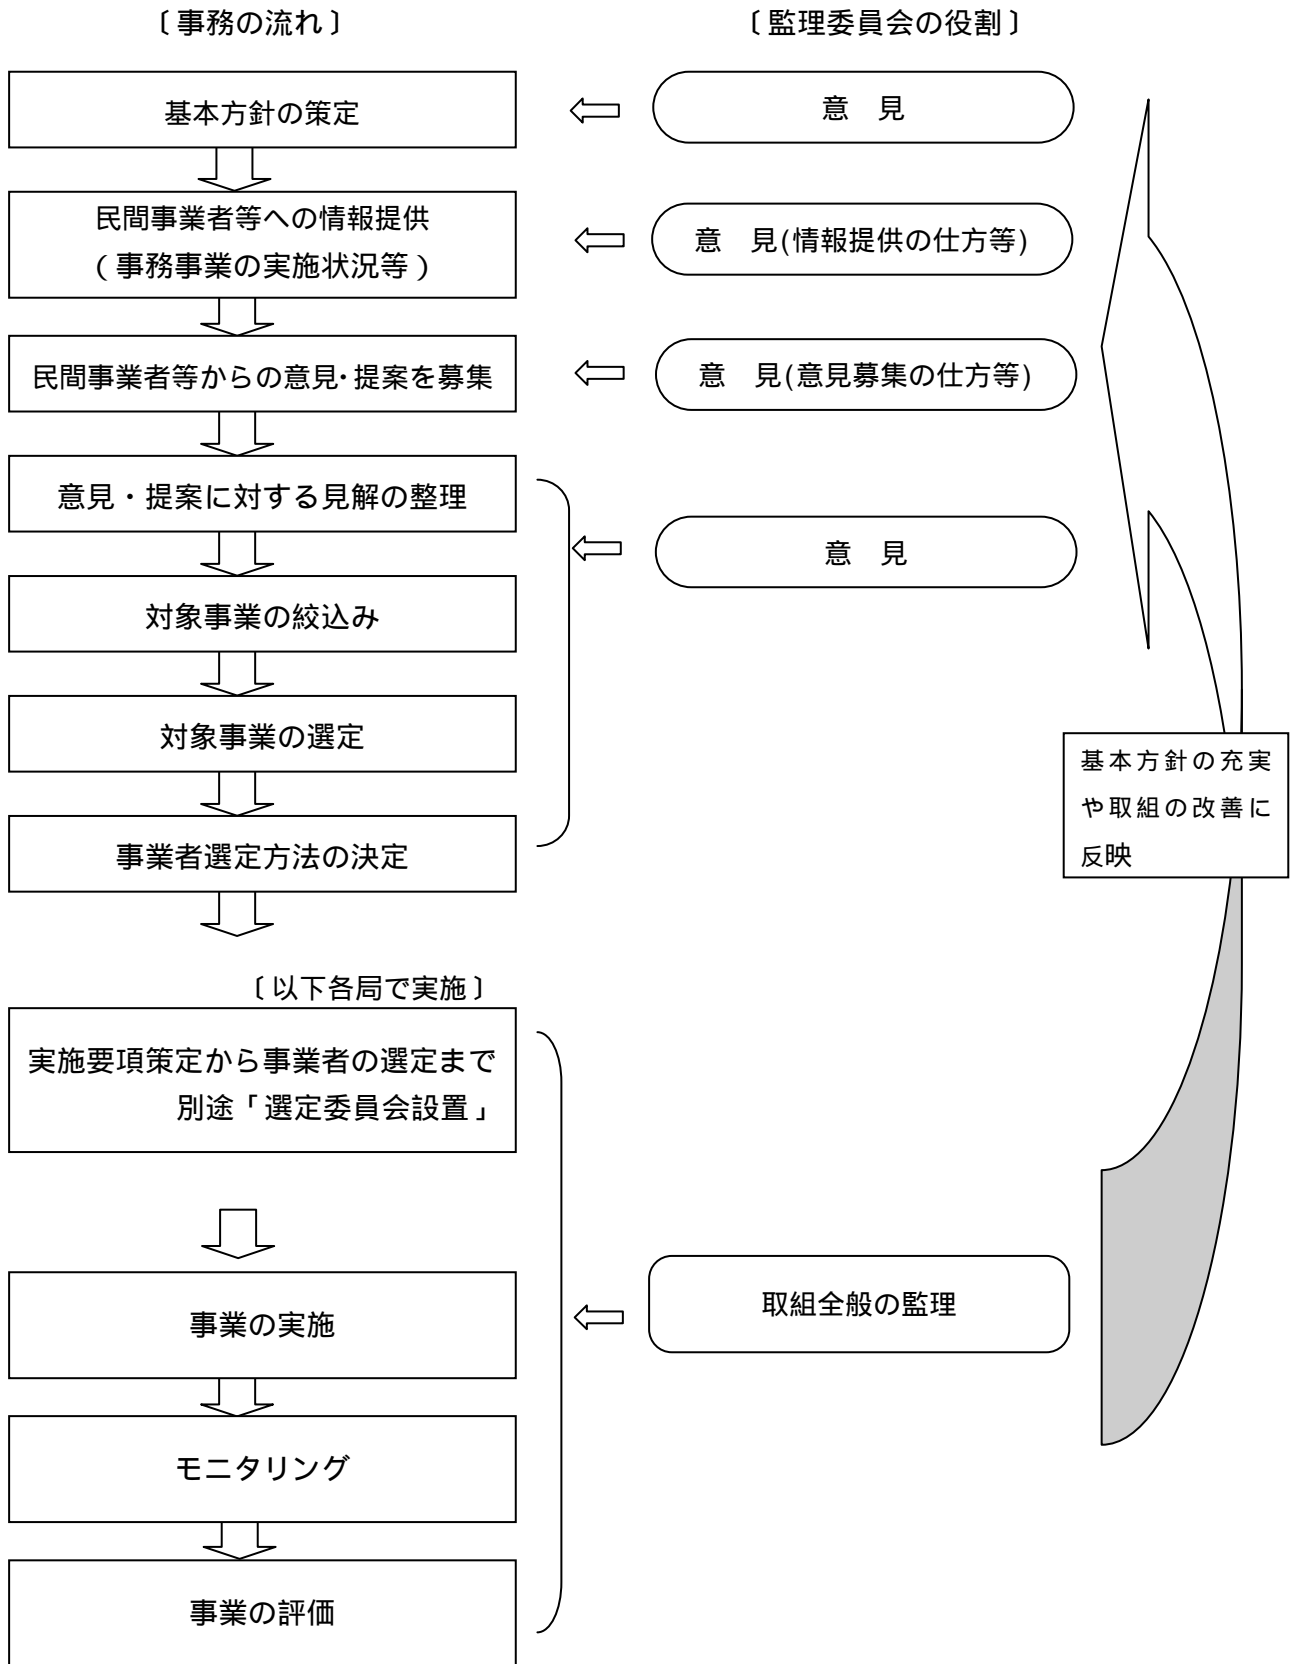 〔事務の流れ〕
〔監理委員会の役割〕
基本方針の策定
意　見
民間事業者等への情報提供
（事務事業の実施状況等）
意　見(情報提供の仕方等)
民間事業者等からの意見･提案を募集
意　見(意見募集の仕方等)
意見・提案に対する見解の整理
意　見
対象事業の絞込み
対象事業の選定
事業者選定方法の決定
基本方針の充実
や取組の改善に
反映
〔以下各局で実施〕
実施要項策定から事業者の選定まで
別途「選定委員会設置」
取組全般の監理
事業の実施
モニタリング
事業の評価